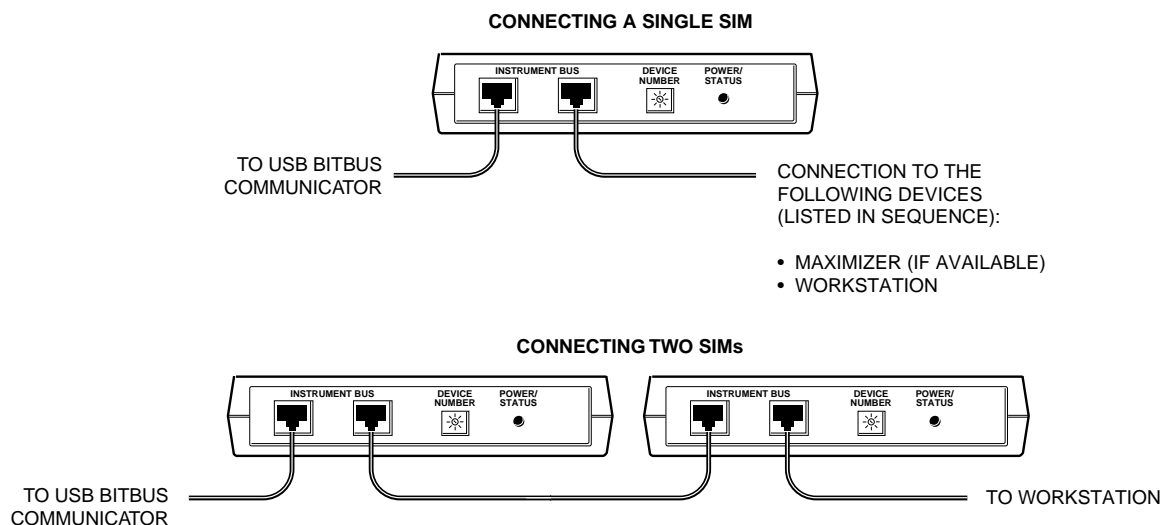 CONNECTING A SINGLE SIM
INSTRUMENT BUS
DEVICE
NUMBER
POWER/
STATUS
TO USB BITBUS
COMMUNICATOR
CONNECTION TO THE
FOLLOWING DEVICES
(LISTED IN SEQUENCE):
• MAXIMIZER (IF AVAILABLE)
• WORKSTATION
CONNECTING TWO SIMs
INSTRUMENT BUS
DEVICE
NUMBER
POWER/
STATUS
INSTRUMENT BUS
DEVICE
NUMBER
POWER/
STATUS
TO USB BITBUS
COMMUNICATOR
TO WORKSTATION